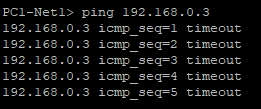 PC1-Net1> ping 192.168.0.3
192.168.0.3 icmp_seq=1 timeout
192.168.0.3 icmp_seq=2 timeout
192.168.0.3 icmp_seq=3 timeout
192.168.0.3 icmp_seq=4 timeout
192.168.0.3 icmp_seq=5 timeout